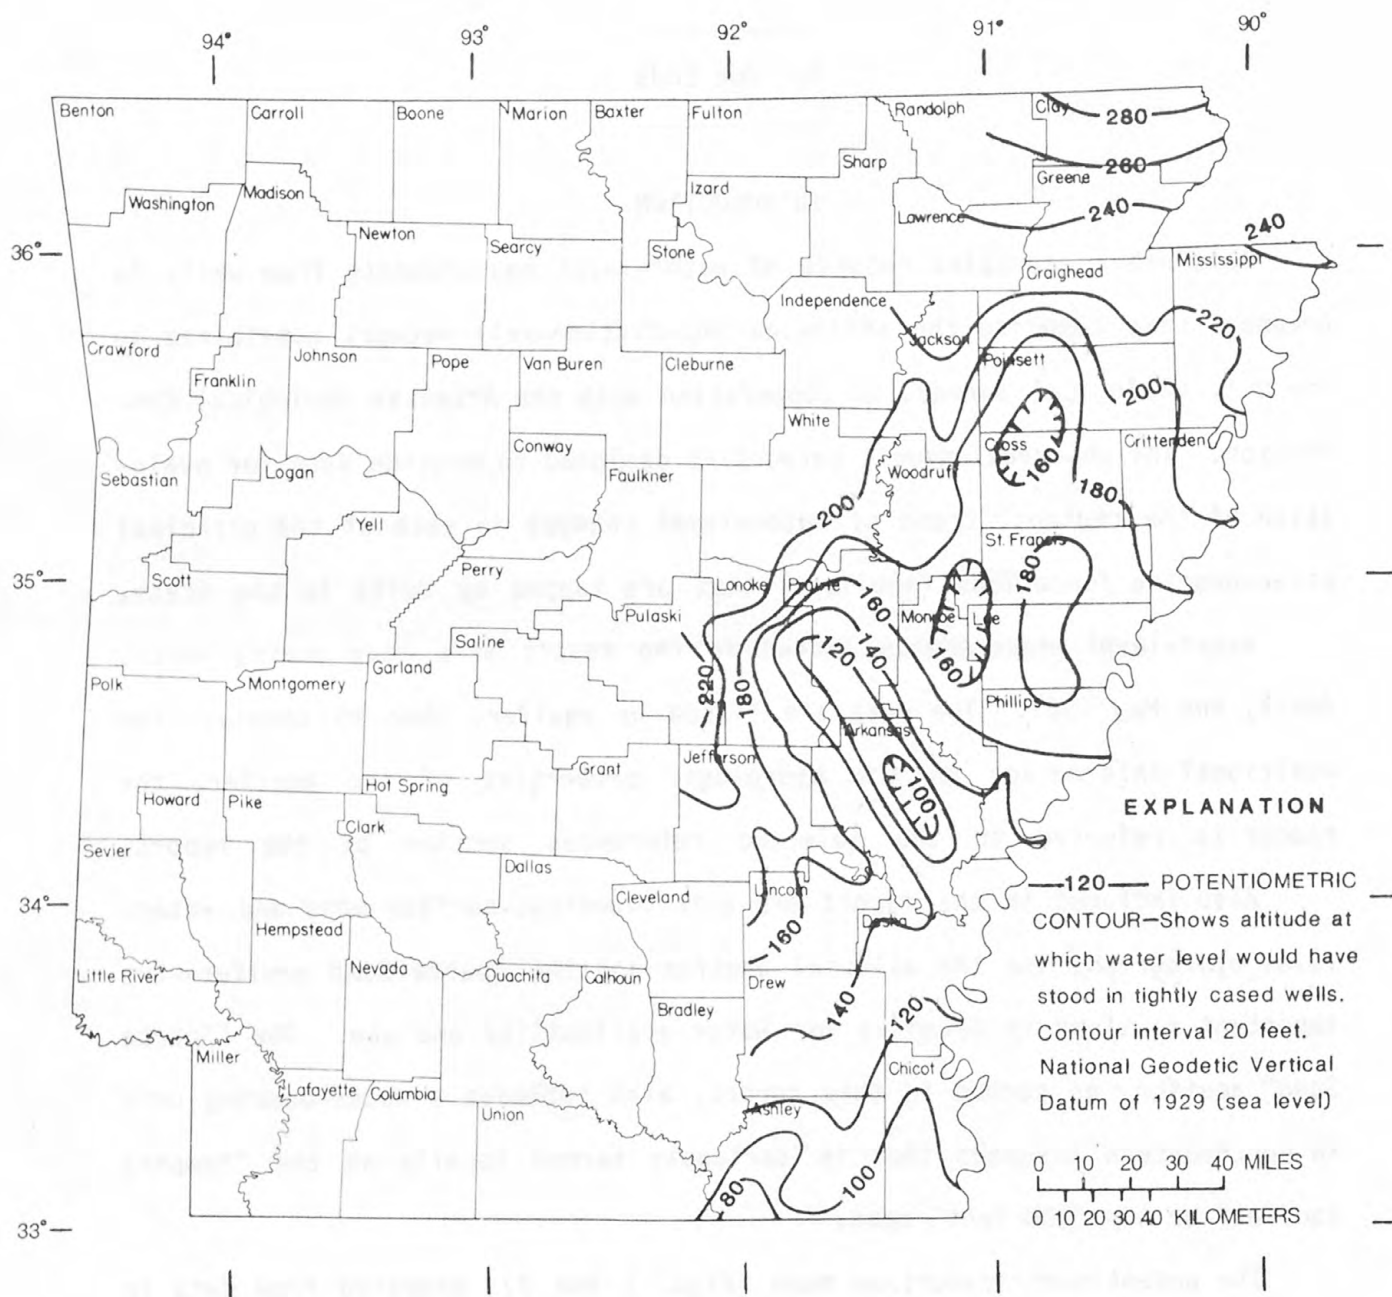 94° 93° 92° 91° 90°
Benton Carroll Boone Marion Baxter Fulton Randolph Clay
280
Sharp
260
Greene
Izard
Madison
Washington
240
Lawrence
240
Newton
Searcy
Stone
36°
Mississippi
Craighead
Independence
220
Jackson
Crawford Johnson Pope Van Buren Cleburne Poinsett
Franklin
200
White
Conway Cross Crittenden
160
Logan Faulkner Woodruff
Sebastian
180
200
Yell
St. Francis
35°
Perry
Scott Lonoke Prairie 180
160
Pulaski Monroe Lee
Saline
140
120
Garland 160
Polk Montgomery 220
180 Phillips
Arkansas
Jefferson
Grant
100
Hot Spring
Howard Pike
Clark
Sevier
Dallas
Lincoln
Cleveland
34°
Desha
Hempstead
160
Little River Nevada Ouachita Calhoun Drew
Bradley
140
120
Miller
Chicot
Lafayette Columbia
Union Ashley
100
80
33°
EXPLANATION
120 POTENTIOMETRIC
CONTOUR—Shows altitude at
which water level would have
stood in tightly cased wells.
Contour interval 20 feet.
National Geodetic Vertical
Datum of 1929 (sea level)
0 10 20 30 40 MILES
0 10 20 30 40 KILOMETERS